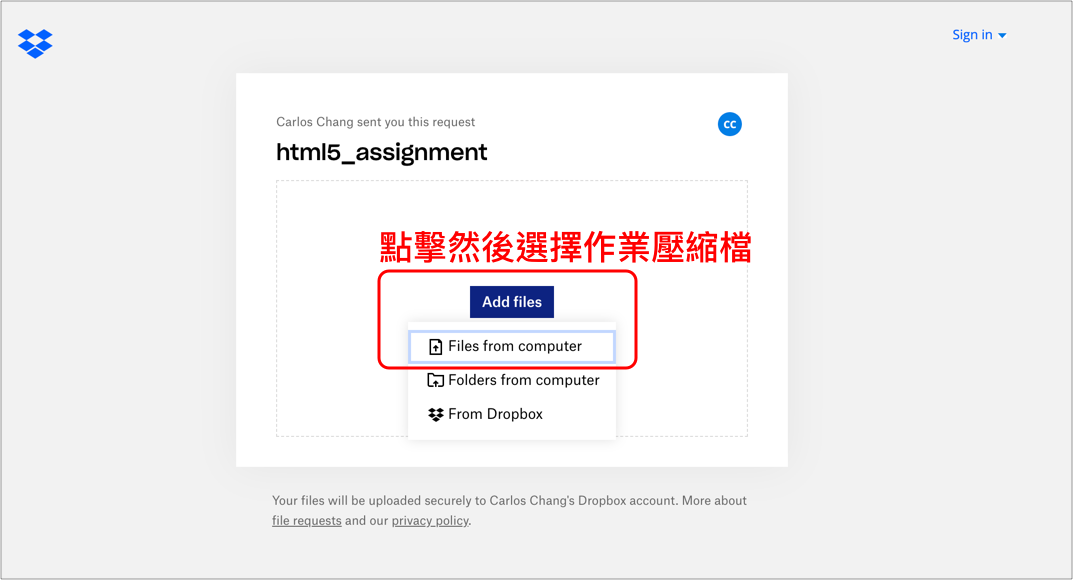 Sign in
Carlos Chang sent you this request
CC
html5_assignment
點擊然後選擇作業壓縮檔
Add files
Files from computer
Folders from computer
From Dropbox
Your files will be uploaded securely to Carlos Chang's Dropbox account. More about
file requests and our privacy policy.